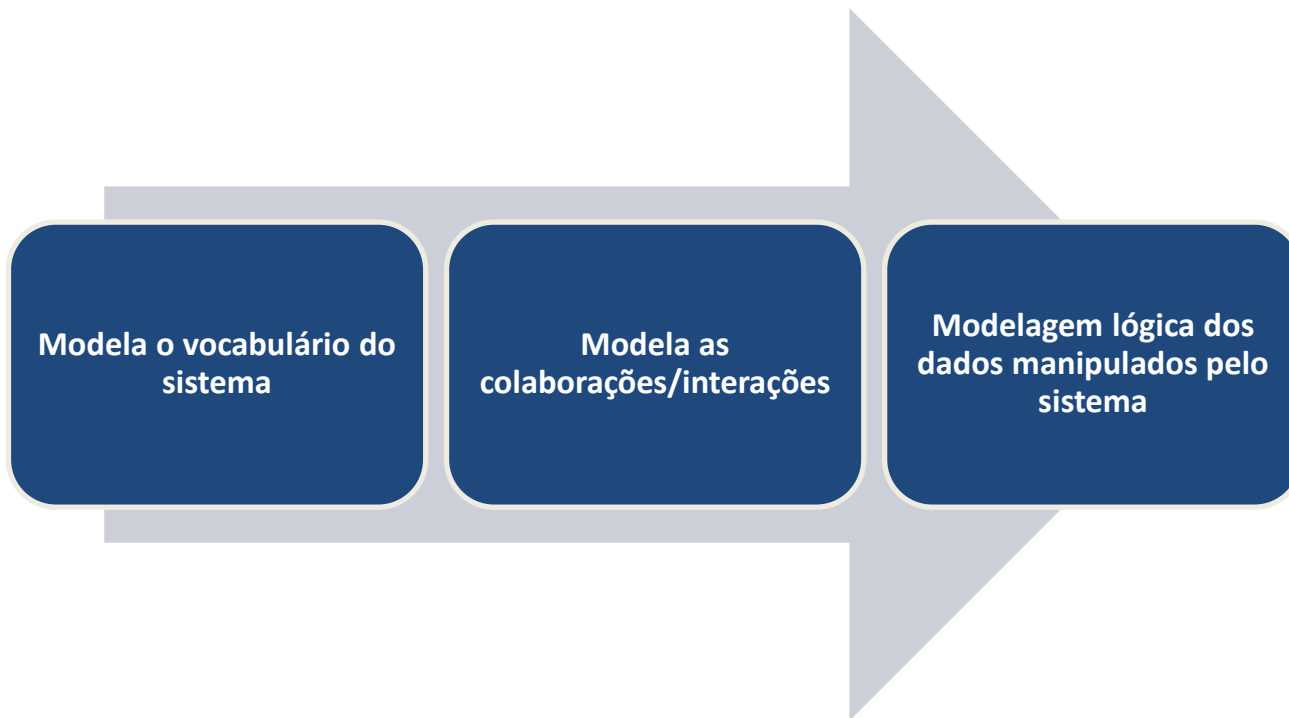 Modela o vocabulário do
sistema
Modela as
colaborações/interações
Modelagem lógica dos
dados manipulados pelo
sistema